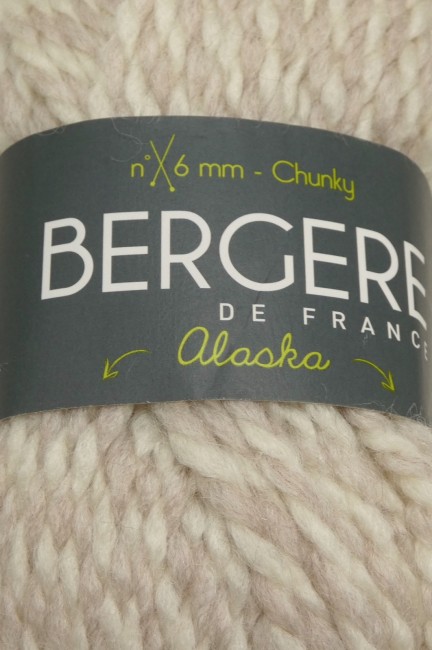 n° 6 mm - Chunky
BERGERE
DE FRANCE
Alaska